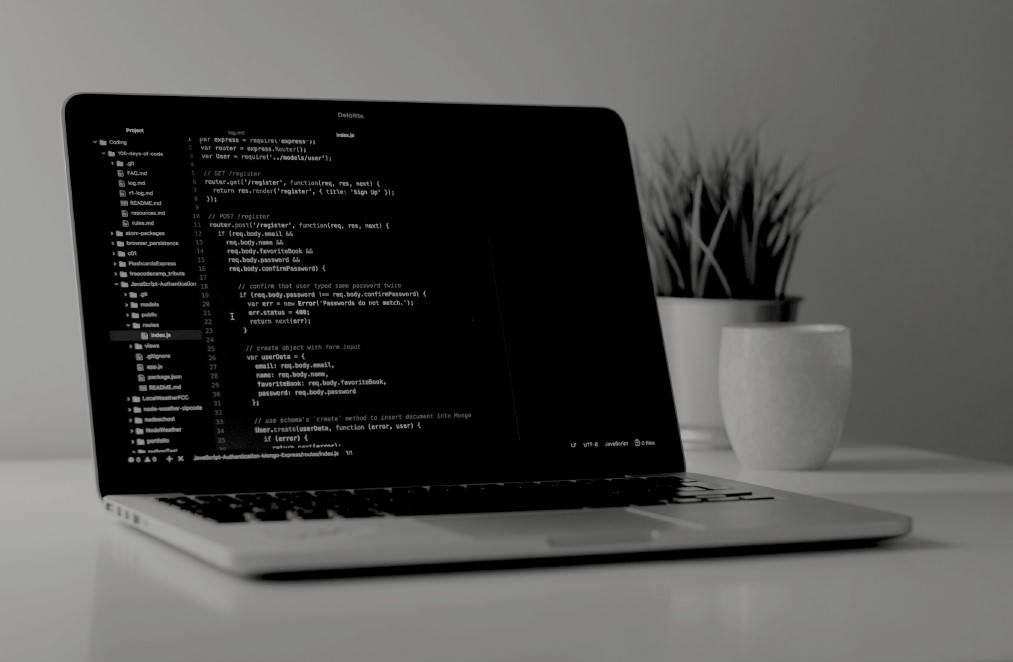 Deloitte.
Project
log.md
index.js
Coding
100-days-of-code
.git
FAQ.md
log.md
r1-log.md
README.md
resources.md
rules.md
atom-packages
browser_persistence
c01
FlashcardsExpress
freecodecamp_tribute
JavaScript-Authentication
.git
models
public
routes
index.js
views
.gitignore
app.js
package.json
README.md
LocalWeatherFCC
node-weather-zipcode
nodeschool
NodeWeather
portfolio
1 var express = require('express');
2 var router = express.Router();
3 var User = require('../models/user');
4
5 // GET /register
6 router.get('/register', function(req, res, next) {
7 return res.render('register', { title: 'Sign Up' });
8 });
9
10 // POST /register
11 router.post('/register', function(req, res, next) {
12 if (req.body.email &&
13 req.body.name &&
14 req.body.favoriteBook &&
15 req.body.password &&
16 req.body.confirmPassword) {
17
18 // confirm that user typed same password twice
19 if (req.body.password !== req.body.confirmPassword) {
20 var err = new Error('Passwords do not match.');
21 err.status = 400;
22 return next(err);
23 }
24
25 // create object with form input
26 var userData = {
27 email: req.body.email,
28 name: req.body.name,
29 favoriteBook: req.body.favoriteBook,
30 password: req.body.password
31 };
32
33 // use schema's `create` method to insert document into Mongo
34 User.create(userData, function (error, user) {
35 if (error) {
return next(error);
0 0 JavaScript-Authentication-Mongo-Express/routes/index.js 1:1
LF UTF-8 JavaScript 0 files